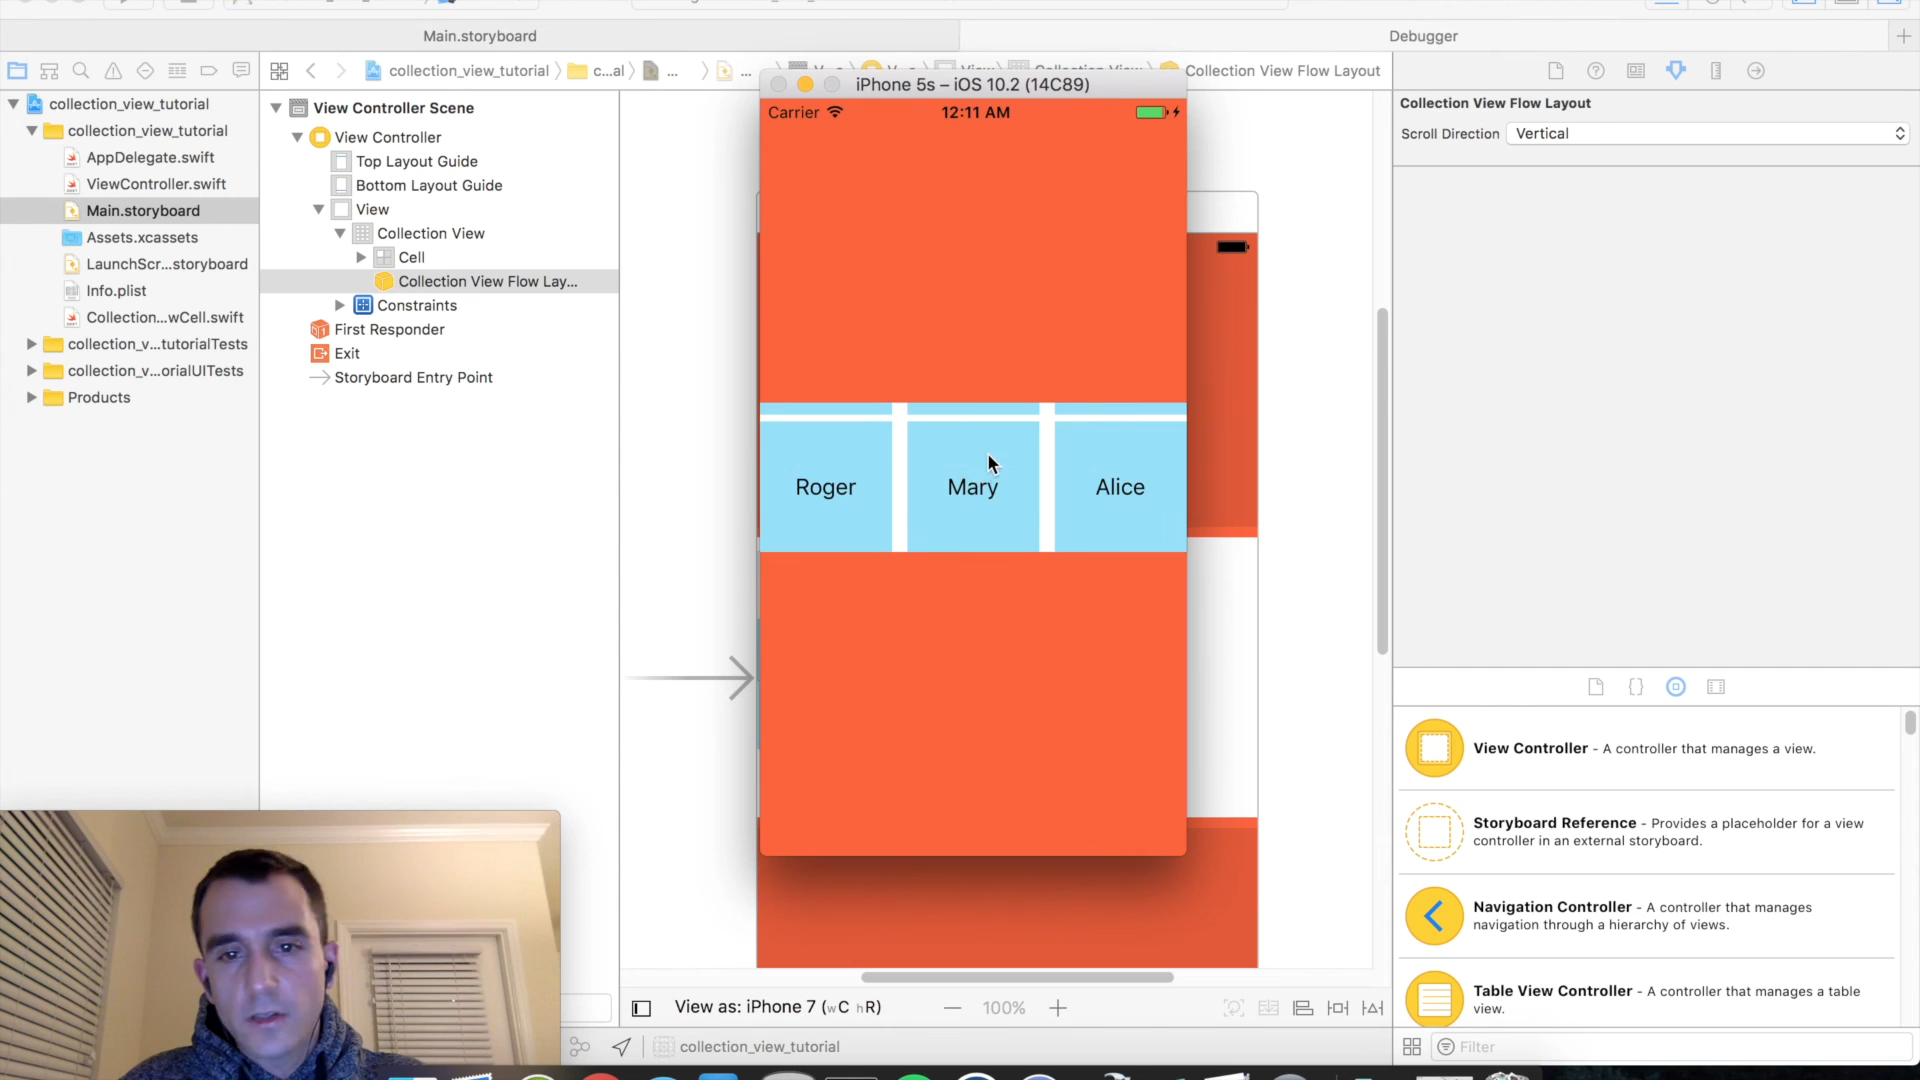 Main.storyboard
Debugger
collection_view_tutorial
c...al
...
...
Collection View Flow Layout
collection_view_tutorial
collection_view_tutorial
AppDelegate.swift
ViewController.swift
Main.storyboard
Assets.xcassets
LaunchScr...storyboard
Info.plist
Collection...wCell.swift
collection_v...tutorialTests
collection_v...orialUITests
Products
View Controller Scene
View Controller
Top Layout Guide
Bottom Layout Guide
View
Collection View
Cell
Collection View Flow Lay...
Constraints
First Responder
Exit
Storyboard Entry Point
iPhone 5s – iOS 10.2 (14C89)
Carrier
12:11 AM
Roger
Mary
Alice
View as: iPhone 7 (wC hR)
100%
collection_view_tutorial
Collection View Flow Layout
Scroll Direction
Vertical
View Controller - A controller that manages a view.
Storyboard Reference - Provides a placeholder for a view
controller in an external storyboard.
Navigation Controller - A controller that manages
navigation through a hierarchy of views.
Table View Controller - A controller that manages a table
view.
Filter